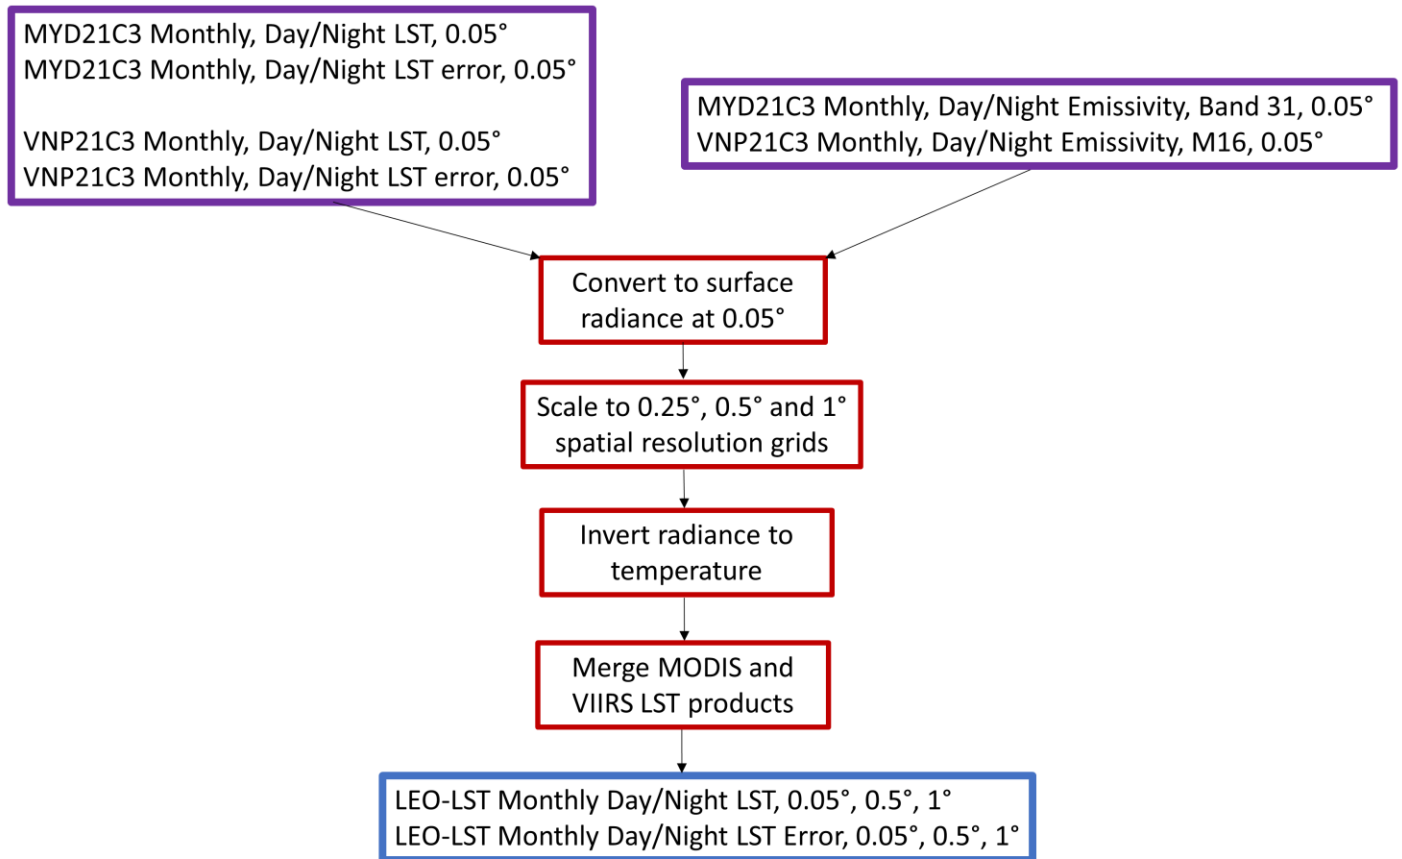 MYD21C3 Monthly, Day/Night LST, 0.05°
MYD21C3 Monthly, Day/Night LST error, 0.05°
VNP21C3 Monthly, Day/Night LST, 0.05°
VNP21C3 Monthly, Day/Night LST error, 0.05°
MYD21C3 Monthly, Day/Night Emissivity, Band 31, 0.05°
VNP21C3 Monthly, Day/Night Emissivity, M16, 0.05°
Convert to surface
radiance at 0.05°
Scale to 0.25°, 0.5° and 1°
spatial resolution grids
Invert radiance to
temperature
Merge MODIS and
VIIRS LST products
LEO-LST Monthly Day/Night LST, 0.05°, 0.5°, 1°
LEO-LST Monthly Day/Night LST Error, 0.05°, 0.5°, 1°